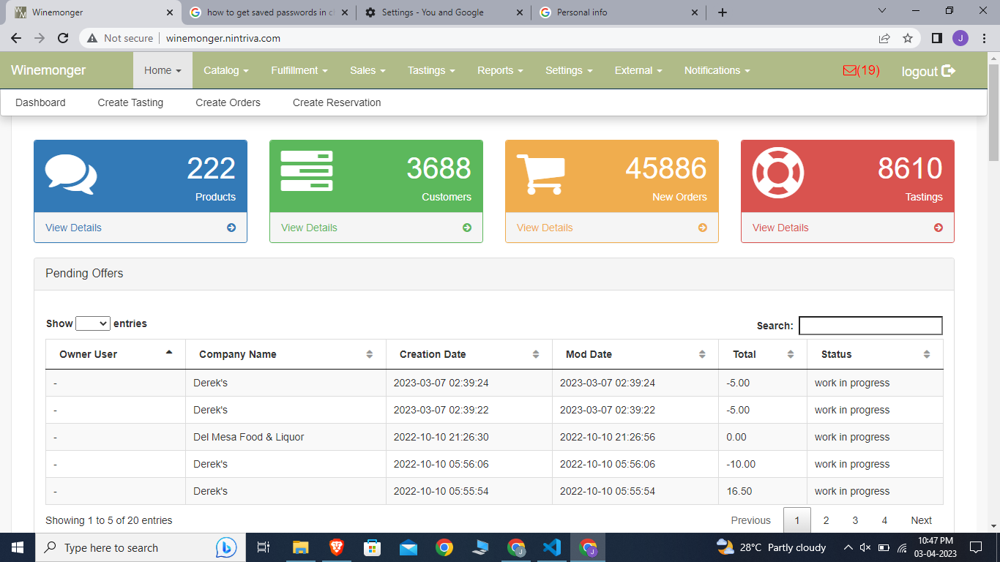 Winemonger
how to get saved passwords in c
Settings - You and Google
Personal info
Not secure
winemonger.nintriva.com
J
Winemonger
Home
Catalog
Fulfillment
Sales
Tastings
Reports
Settings
External
Notifications
(19)
logout
Dashboard
Create Tasting
Create Orders
Create Reservation
222
Products
View Details
3688
Customers
View Details
45886
New Orders
View Details
8610
Tastings
View Details
Pending Offers
Show entries
Search:
Owner User Company Name Creation Date Mod Date Total Status
- Derek's 2023-03-07 02:39:24 2023-03-07 02:39:24 -5.00 work in progress
- Derek's 2023-03-07 02:39:22 2023-03-07 02:39:22 -5.00 work in progress
- Del Mesa Food & Liquor 2022-10-10 21:26:30 2022-10-10 21:26:56 0.00 work in progress
- Derek's 2022-10-10 05:56:06 2022-10-10 05:56:06 -10.00 work in progress
- Derek's 2022-10-10 05:55:54 2022-10-10 05:55:54 16.50 work in progress
Showing 1 to 5 of 20 entries
Previous 1 2 3 4 Next
Type here to search
28°C Partly cloudy
10:47 PM
03-04-2023